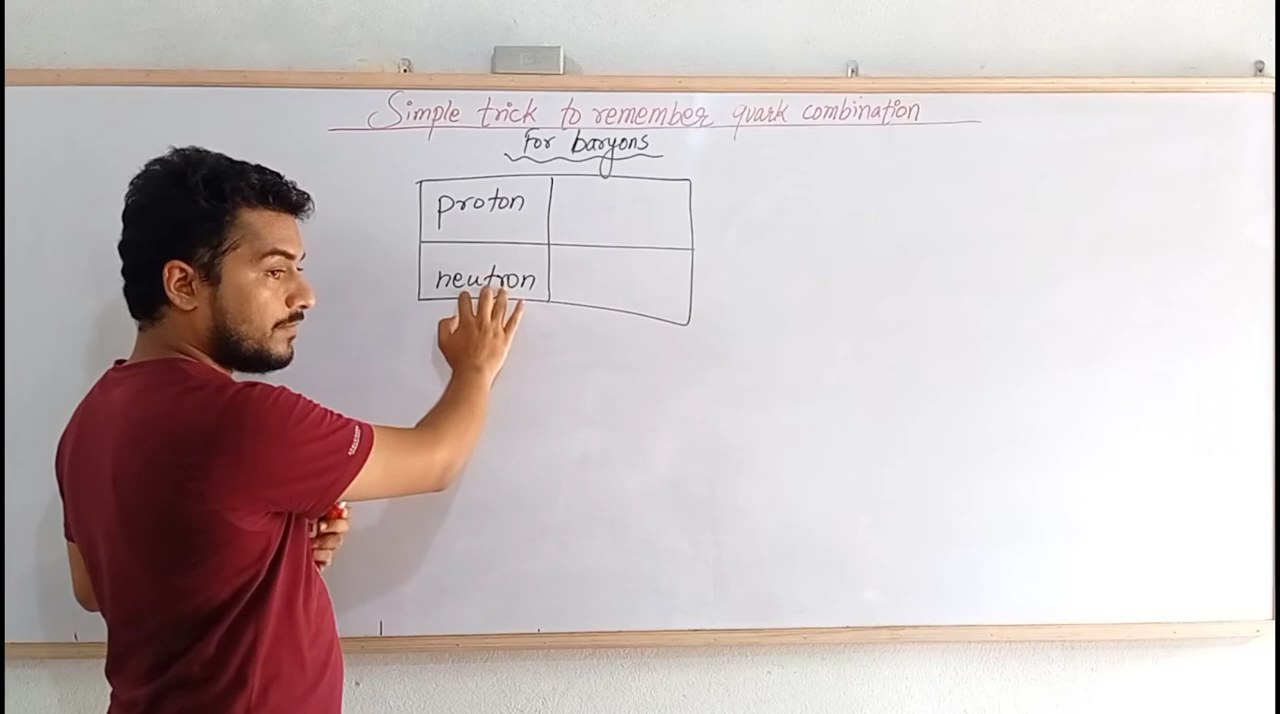 Simple trick to remember quark combination
For baryons
proton
neutron